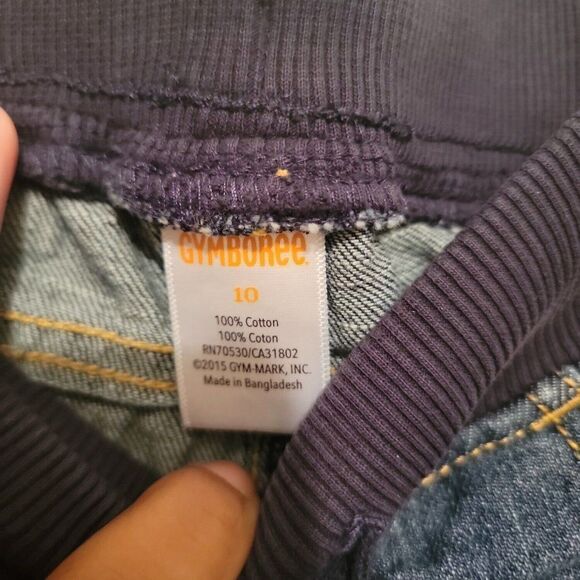 GYMBOREE
10
100% Cotton
100% Coton
RN70530/CA31802
©2015 GYM-MARK, INC.
Made in Bangladesh